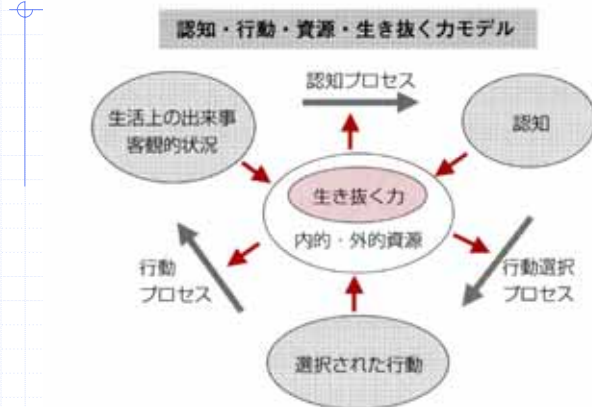 認知・行動・資源・生き抜く力モデル
認知プロセス
生活上の出来事
客観的状況
認知
生き抜く力
内的・外的資源
行動
プロセス
行動選択
プロセス
選択された行動